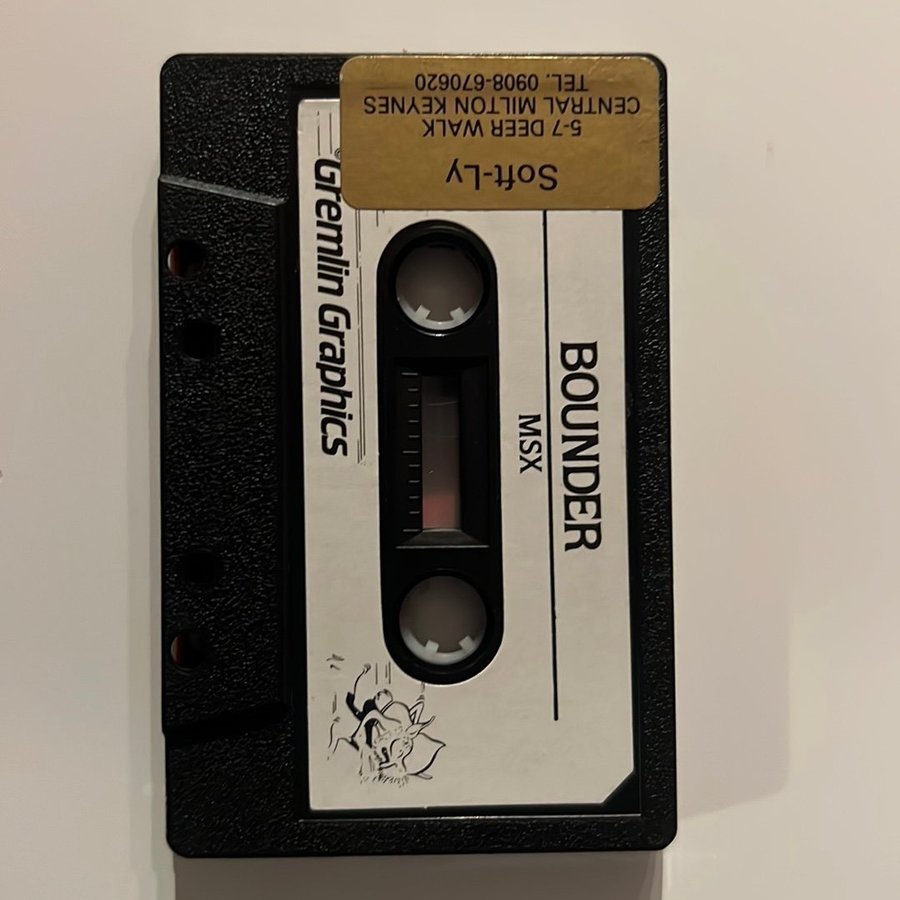 Soft-Ly
5-7 DEER WALK
CENTRAL MILTON KEYNES
TEL. 0908-670620
BOUNDER
MSX
©Gremlin Graphics